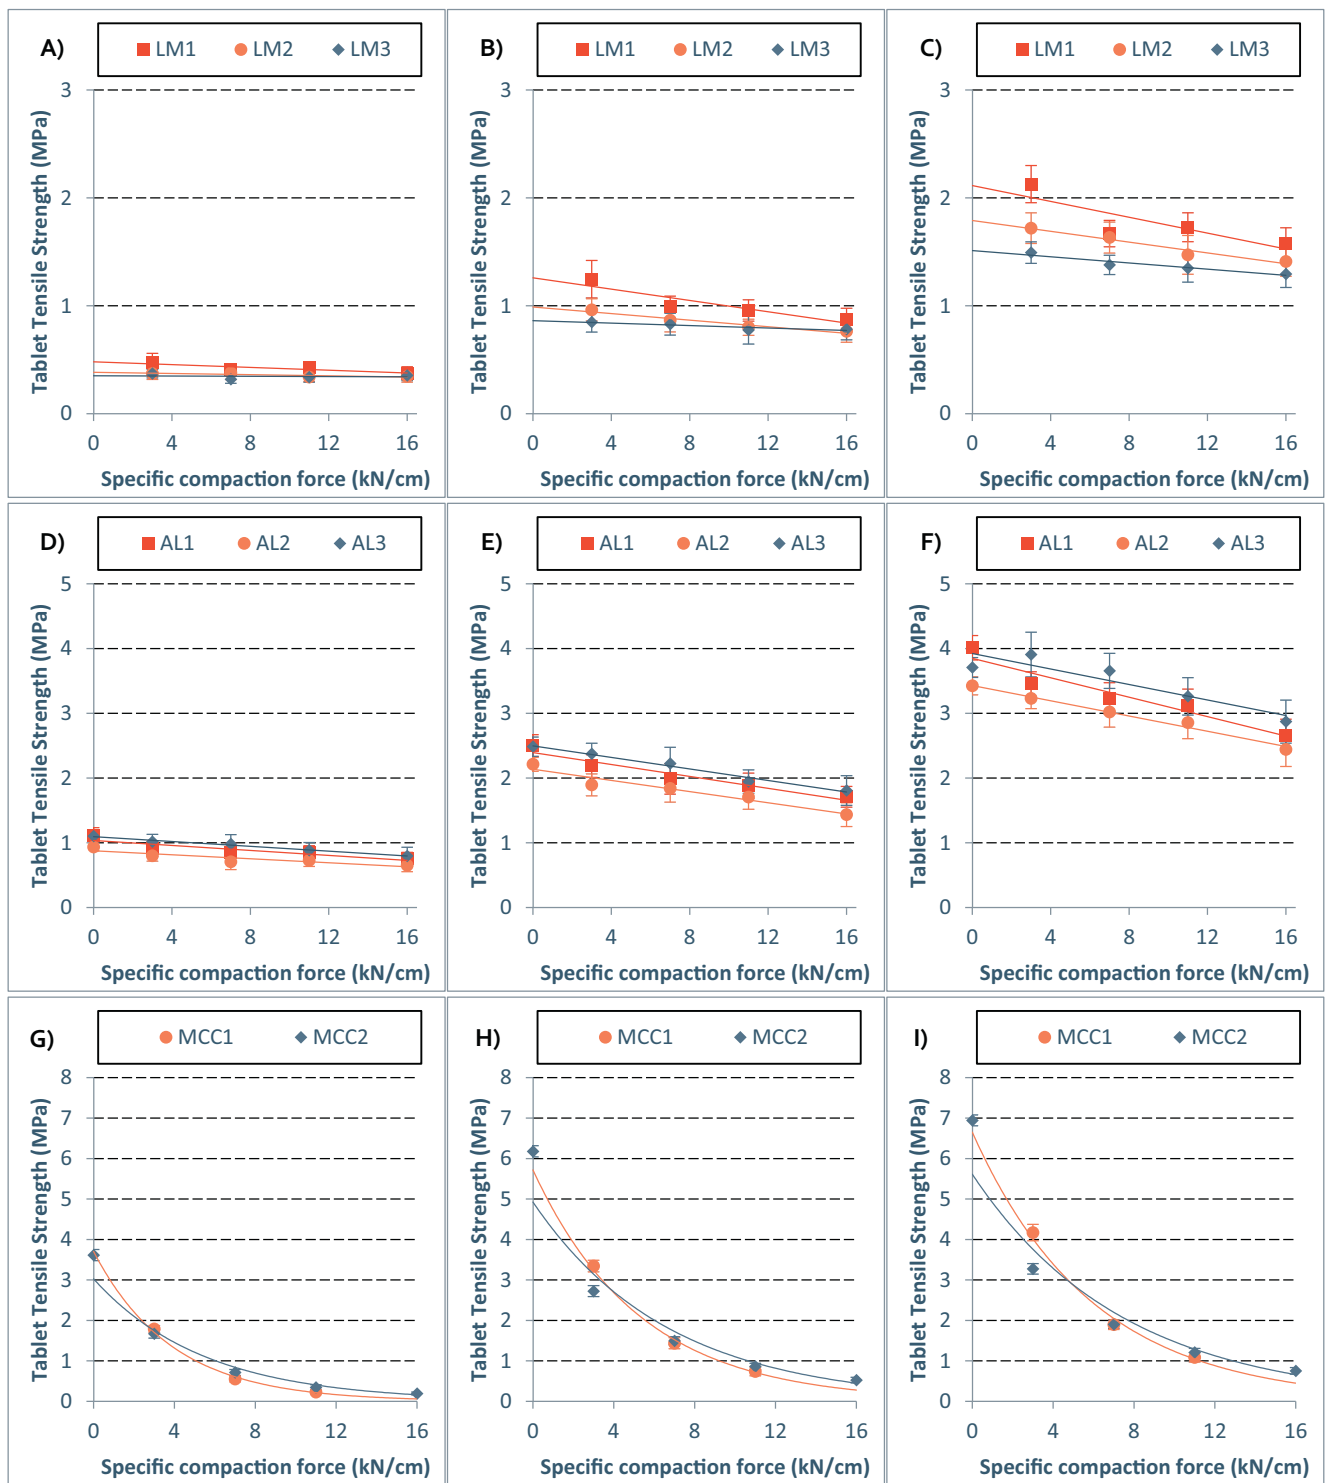 A) LM1 LM2 LM3
3
2
1
0
0 4 8 12 16
Tablet Tensile Strength (MPa)
Specific compaction force (kN/cm)
B) LM1 LM2 LM3
3
2
1
0
0 4 8 12 16
Tablet Tensile Strength (MPa)
Specific compaction force (kN/cm)
C) LM1 LM2 LM3
3
2
1
0
0 4 8 12 16
Tablet Tensile Strength (MPa)
Specific compaction force (kN/cm)
D) AL1 AL2 AL3
5
4
3
2
1
0
0 4 8 12 16
Tablet Tensile Strength (MPa)
Specific compaction force (kN/cm)
E) AL1 AL2 AL3
5
4
3
2
1
0
0 4 8 12 16
Tablet Tensile Strength (MPa)
Specific compaction force (kN/cm)
F) AL1 AL2 AL3
5
4
3
2
1
0
0 4 8 12 16
Tablet Tensile Strength (MPa)
Specific compaction force (kN/cm)
G) MCC1 MCC2
8
7
6
5
4
3
2
1
0
0 4 8 12 16
Tablet Tensile Strength (MPa)
Specific compaction force (kN/cm)
H) MCC1 MCC2
8
7
6
5
4
3
2
1
0
0 4 8 12 16
Tablet Tensile Strength (MPa)
Specific compaction force (kN/cm)
I) MCC1 MCC2
8
7
6
5
4
3
2
1
0
0 4 8 12 16
Tablet Tensile Strength (MPa)
Specific compaction force (kN/cm)